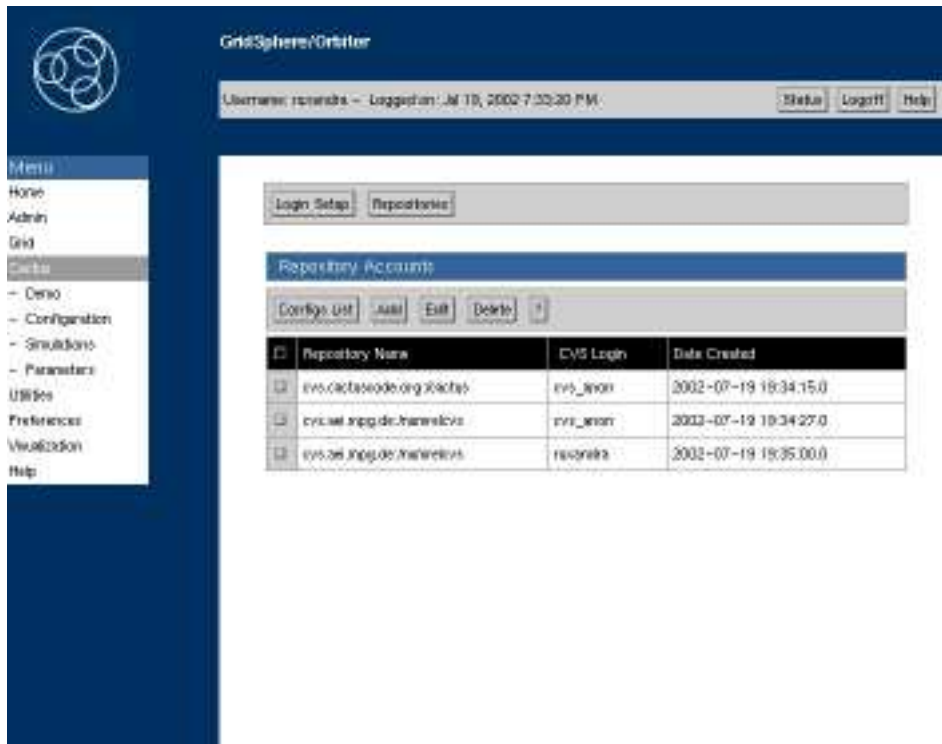 GridSphere/Orbiter
Username: ruxandra - Logged on: Jul 19, 2002 7:33:20 PM
Status Logoff Help
Menu
Home
Admin
Grid
Cactus
- Demo
- Configuration
- Simulations
- Parameters
Utilities
Preferences
Visualization
Help
Login Setup Repositories
Repository Accounts
Configs List Add Edit Delete
Repository Name CVS Login Date Created
cvs.cactuscode.org:/cactus cvs_anon 2002-07-19 19:34:15.0
cvs.aei.mpg.de:/numrelcvs cvs_anon 2002-07-19 19:34:27.0
cvs.aei.mpg.de:/numrelcvs ruxandra 2002-07-19 19:35:00.0